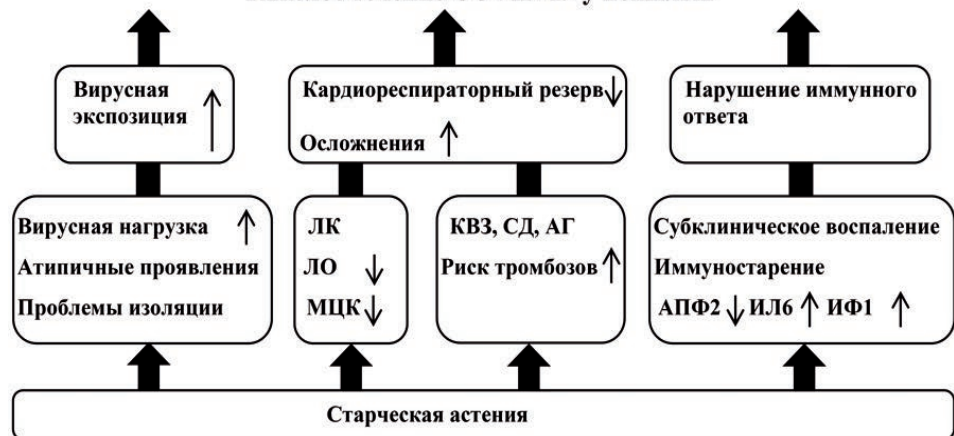 Вирусная
экспозиция
Кардиореспираторный резерв
Осложнения
Нарушение иммунного
ответа
Вирусная нагрузка
Атипичные проявления
Проблемы изоляции
ЛК
ЛО
МЦК
КВЗ, СД, АГ
Риск тромбозов
Субклиническое воспаление
Иммуностарение
АПФ2 ИЛ6 ИФ1
Старческая астения